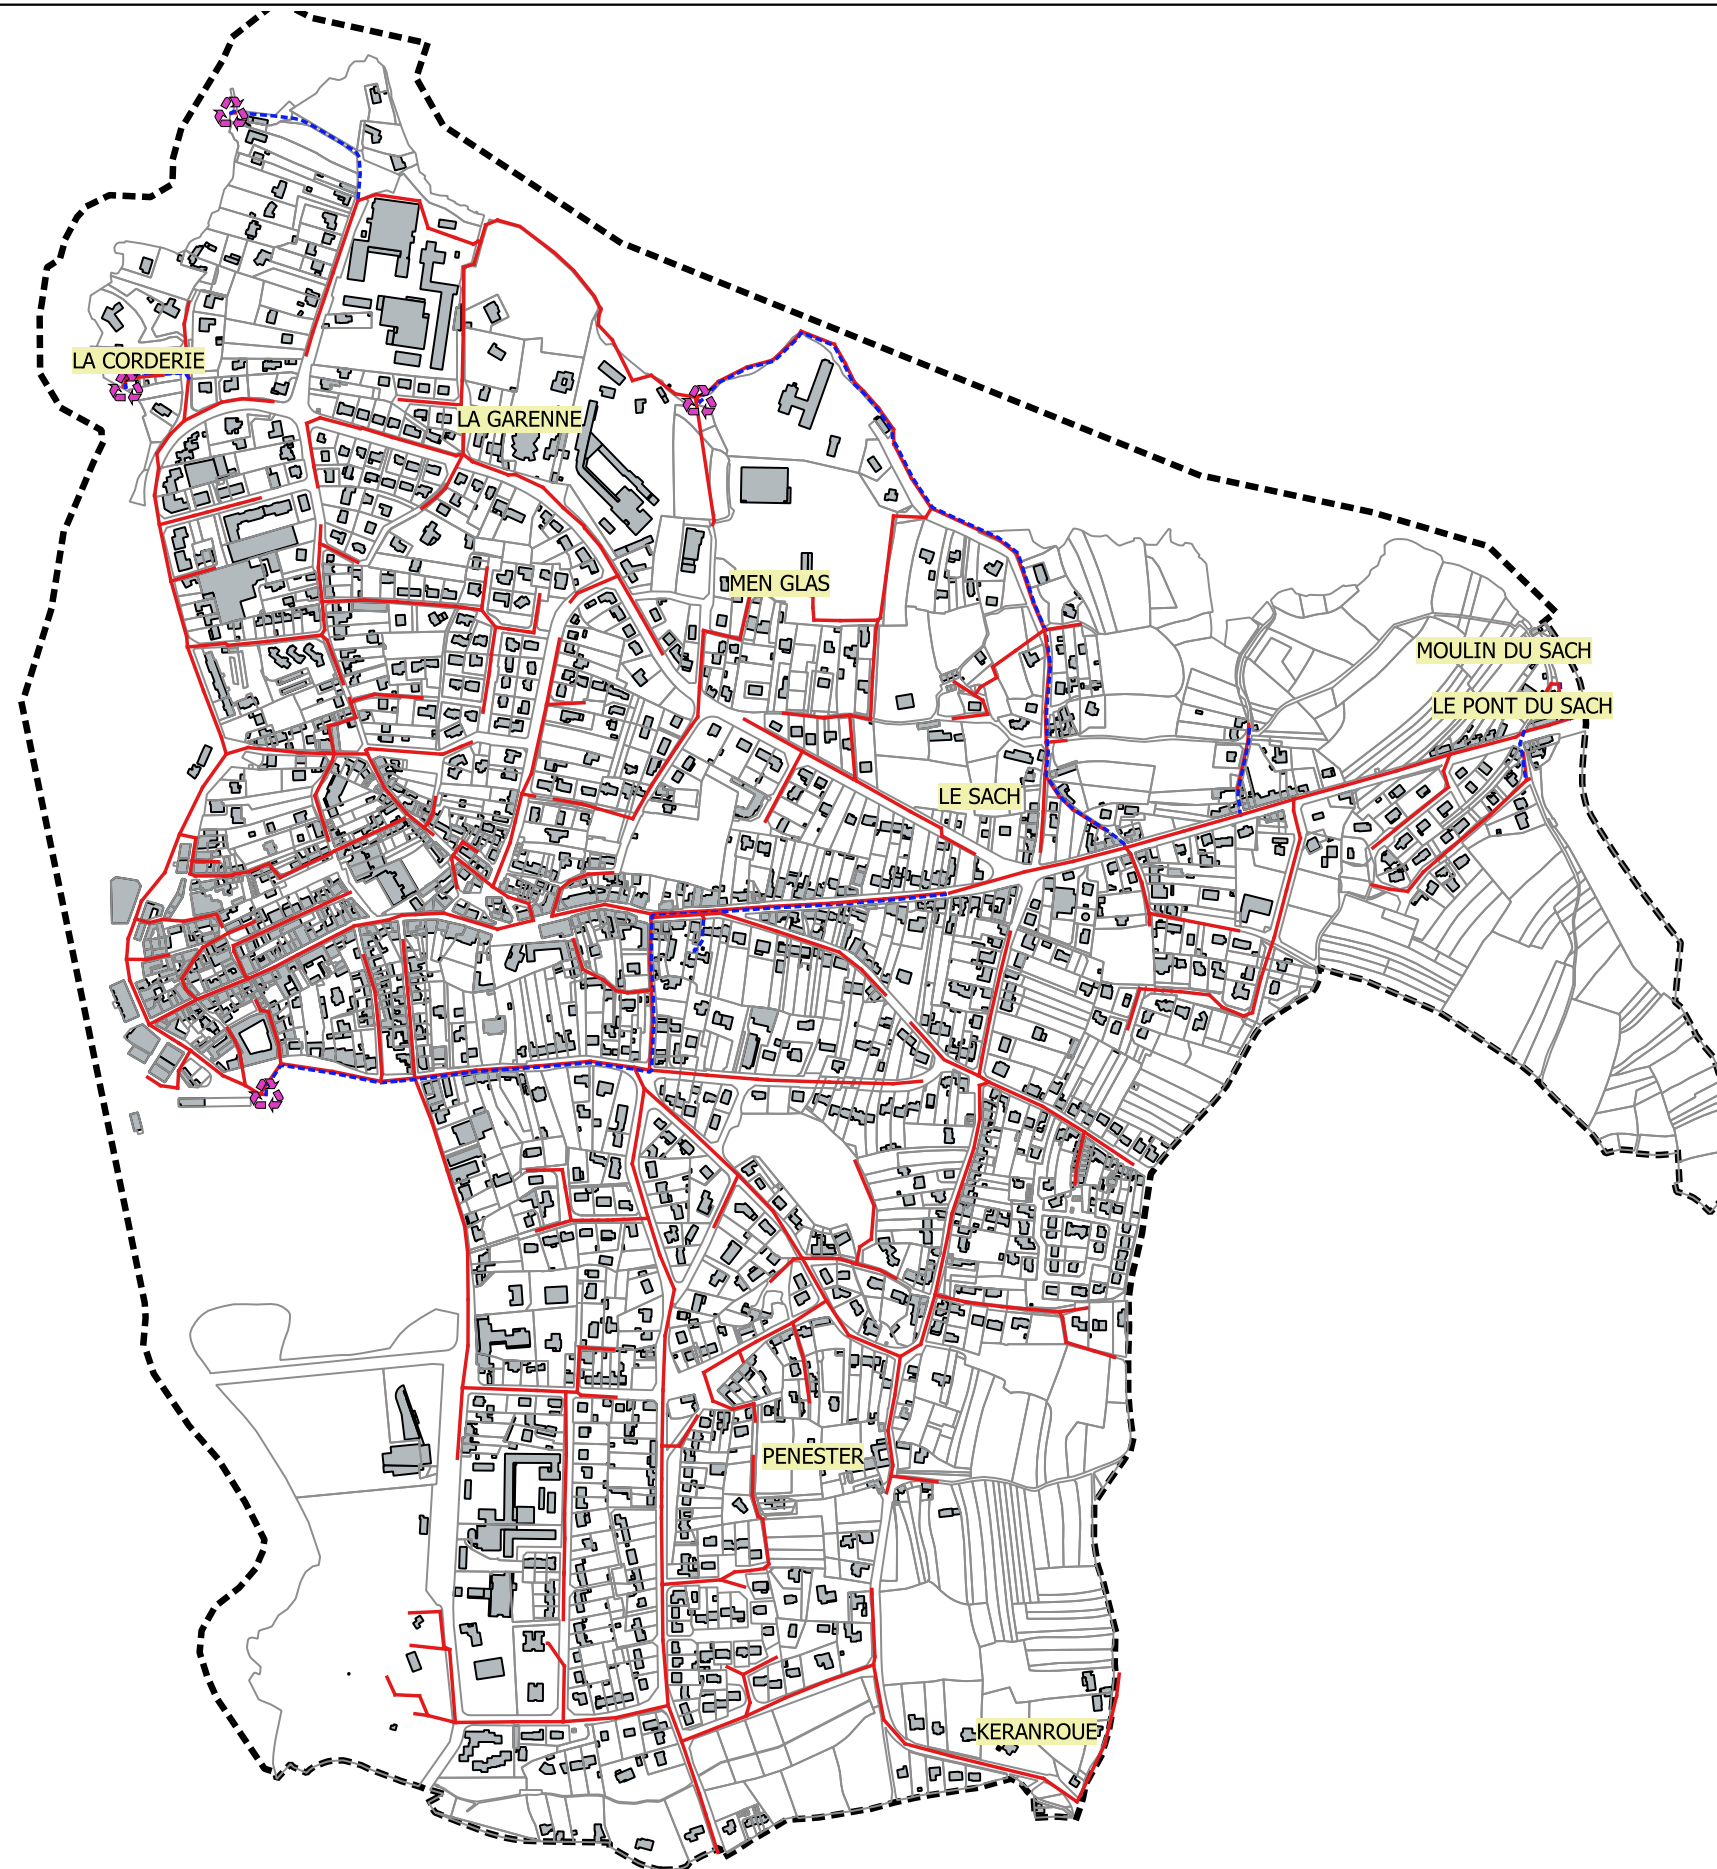 LA CORDERIE
LA GARENNE
MEN GLAS
MOULIN DU SACH
LE PONT DU SACH
LE SACH
PENESTER
KERANROUE